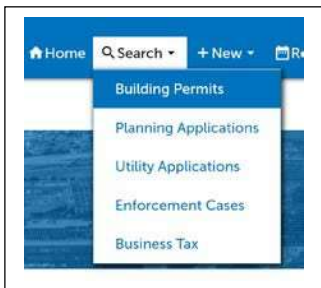 Home Search + New
Building Permits
Planning Applications
Utility Applications
Enforcement Cases
Business Tax